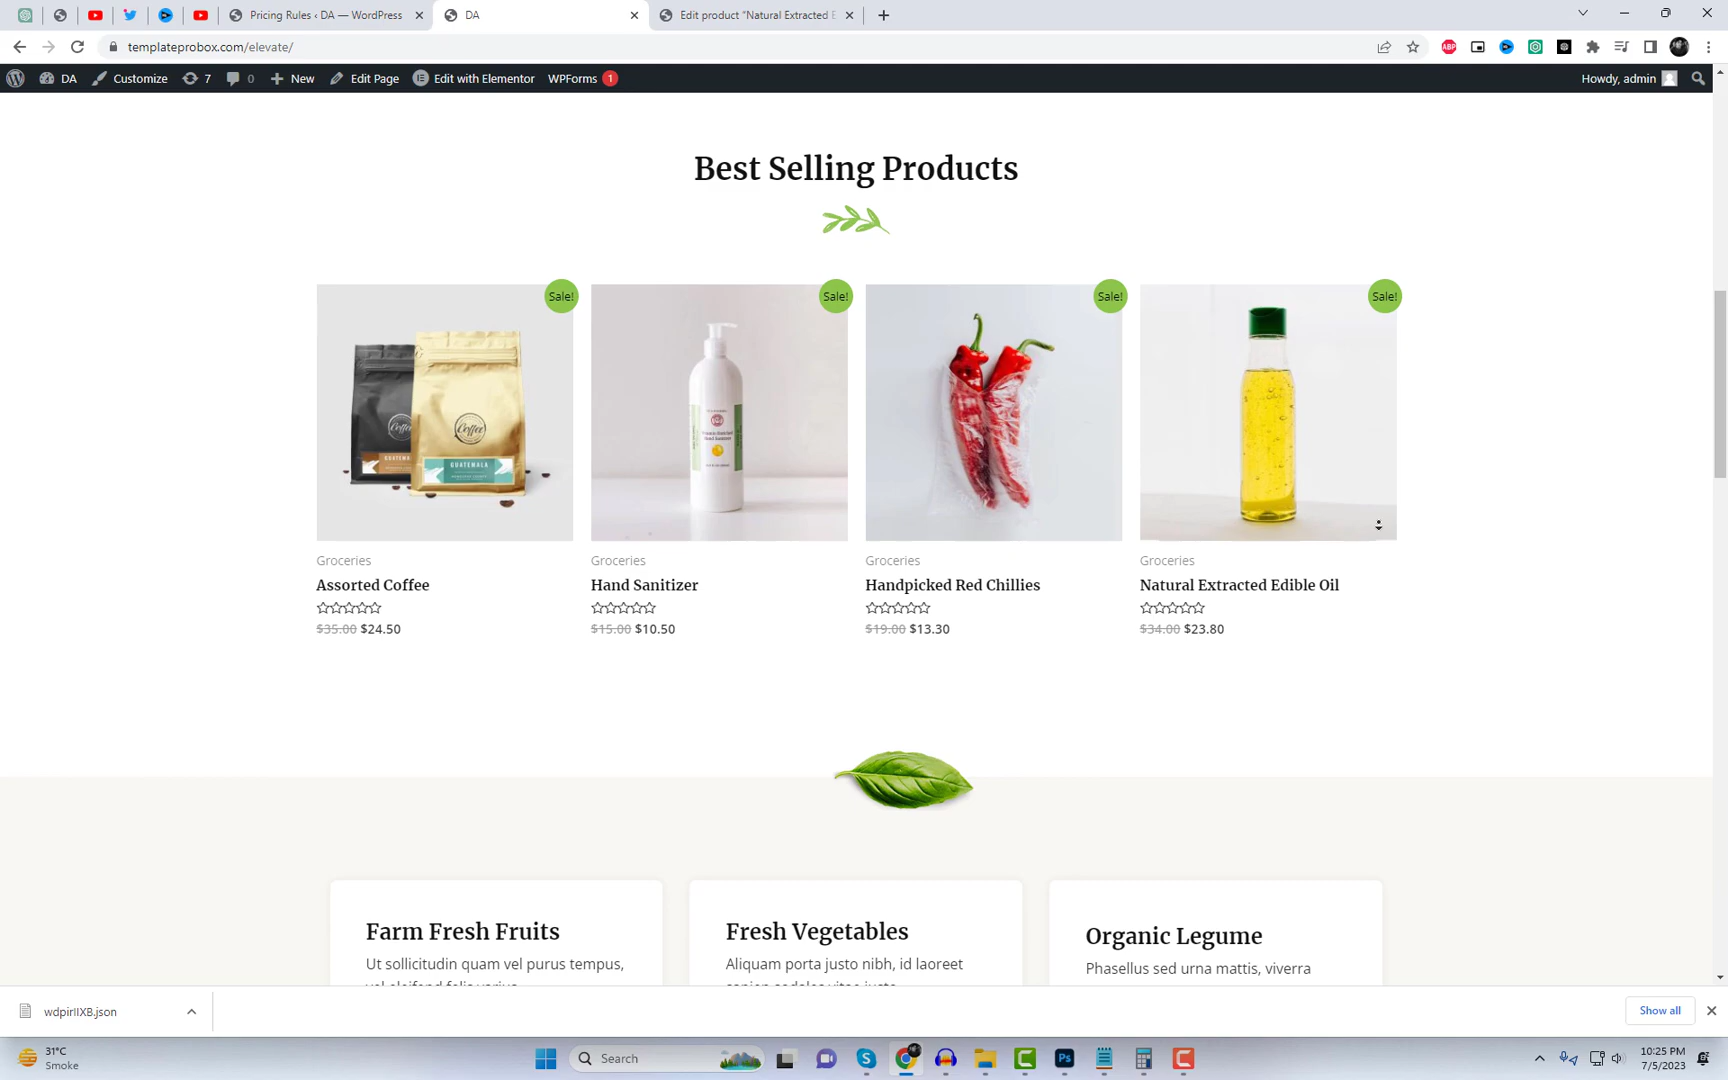 Pricing Rules ‹ DA — WordPress
DA
Edit product "Natural Extracted E
templateprobox.com/elevate/
ABP
DA
Customize
7
0
New
Edit Page
Edit with Elementor
WPForms 1
Howdy, admin
Best Selling Products
Sale!
Sale!
Sale!
Sale!
Coffee
Coffee
GUATEMALA
Groceries
Assorted Coffee
$35.00 $24.50
Groceries
Hand Sanitizer
$15.00 $10.50
Groceries
Handpicked Red Chillies
$19.00 $13.30
Groceries
Natural Extracted Edible Oil
$34.00 $23.80
Farm Fresh Fruits
Ut sollicitudin quam vel purus tempus,
Fresh Vegetables
Aliquam porta justo nibh, id laoreet
Organic Legume
Phasellus sed urna mattis, viverra
wdpirIIXB.json
Show all
31°C
Smoke
Search
10:25 PM
7/5/2023